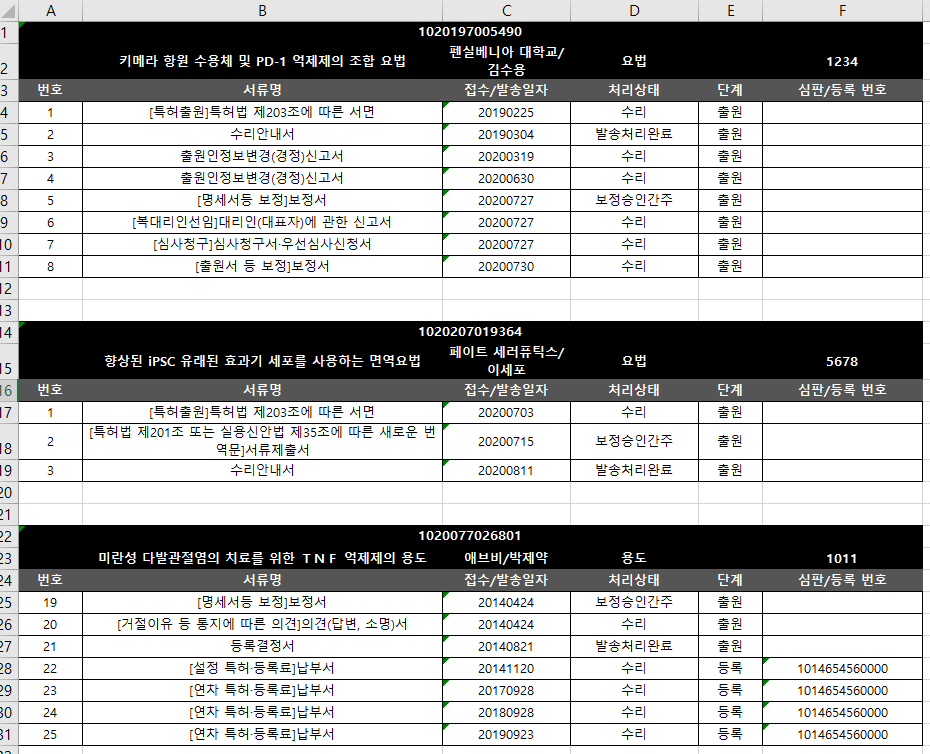 A B C D E F
1 1020197005490
2 키메라 항원 수용체 및 PD-1 억제제의 조합 요법 펜실베니아 대학교/ 요법 1234
김수용
3 번호 서류명 접수/발송일자 처리상태 단계 심판/등록 번호
4 1 [특허출원]특허법 제203조에 따른 서면 20190225 수리 출원
5 2 수리안내서 20190304 발송처리완료 출원
6 3 출원인정보변경(경정)신고서 20200319 수리 출원
7 4 출원인정보변경(경정)신고서 20200630 수리 출원
8 5 [명세서등 보정]보정서 20200727 보정승인간주 출원
9 6 [복대리인선임]대리인(대표자)에 관한 신고서 20200727 수리 출원
10 7 [심사청구]심사청구서·우선심사신청서 20200727 수리 출원
11 8 [출원서 등 보정]보정서 20200730 수리 출원
12
13
14 1020207019364
15 향상된 iPSC 유래된 효과기 세포를 사용하는 면역요법 페이트 세러퓨틱스/ 요법 5678
이세포
16 번호 서류명 접수/발송일자 처리상태 단계 심판/등록 번호
17 1 [특허출원]특허법 제203조에 따른 서면 20200703 수리 출원
18 2 [특허법 제201조 또는 실용신안법 제35조에 따른 새로운 번 20200715 보정승인간주 출원
역문]서류제출서
19 3 수리안내서 20200811 발송처리완료 출원
20
21
22 1020077026801
23 미란성 다발관절염의 치료를 위한 T N F 억제제의 용도 애브비/박제약 용도 1011
24 번호 서류명 접수/발송일자 처리상태 단계 심판/등록 번호
25 19 [명세서등 보정]보정서 20140424 보정승인간주 출원
26 20 [거절이유 등 통지에 따른 의견]의견(답변, 소명)서 20140424 수리 출원
27 21 등록결정서 20140821 발송처리완료 출원
28 22 [설정 특허·등록료]납부서 20141120 수리 등록 1014654560000
29 23 [연차 특허·등록료]납부서 20170928 수리 등록 1014654560000
30 24 [연차 특허·등록료]납부서 20180928 수리 등록 1014654560000
31 25 [연차 특허·등록료]납부서 20190923 수리 등록 1014654560000